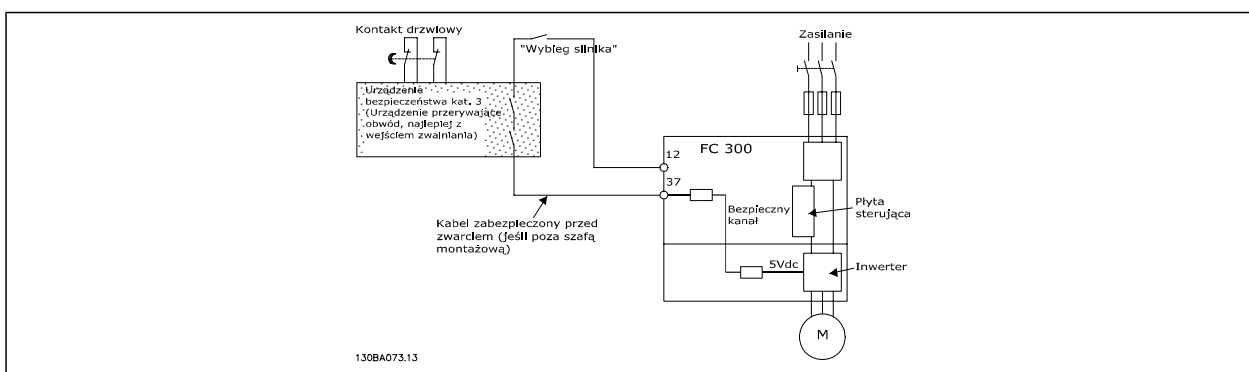 Kontakt drzwiowy
"Wybieg silnika"
Zasilanie
Urządzenie
bezpieczeństwa kat. 3
(Urządzenie przerywające
obwód, najlepiej z
wejściem zwalniania)
12
FC 300
37
Bezpieczny
kanał
Płyta
sterująca
Kabel zabezpieczony przed
zwarciem (jeśli poza szafą
montażową)
5Vdc
Inwerter
M
130BA073.13